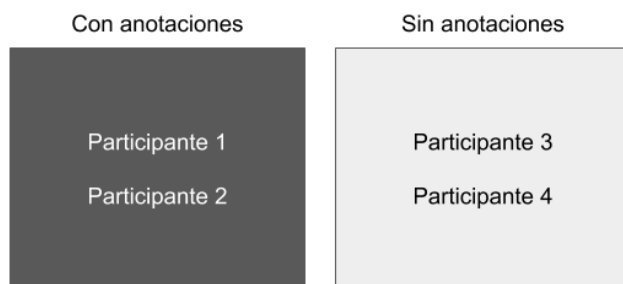 Con anotaciones
Participante 1
Participante 2
Sin anotaciones
Participante 3
Participante 4